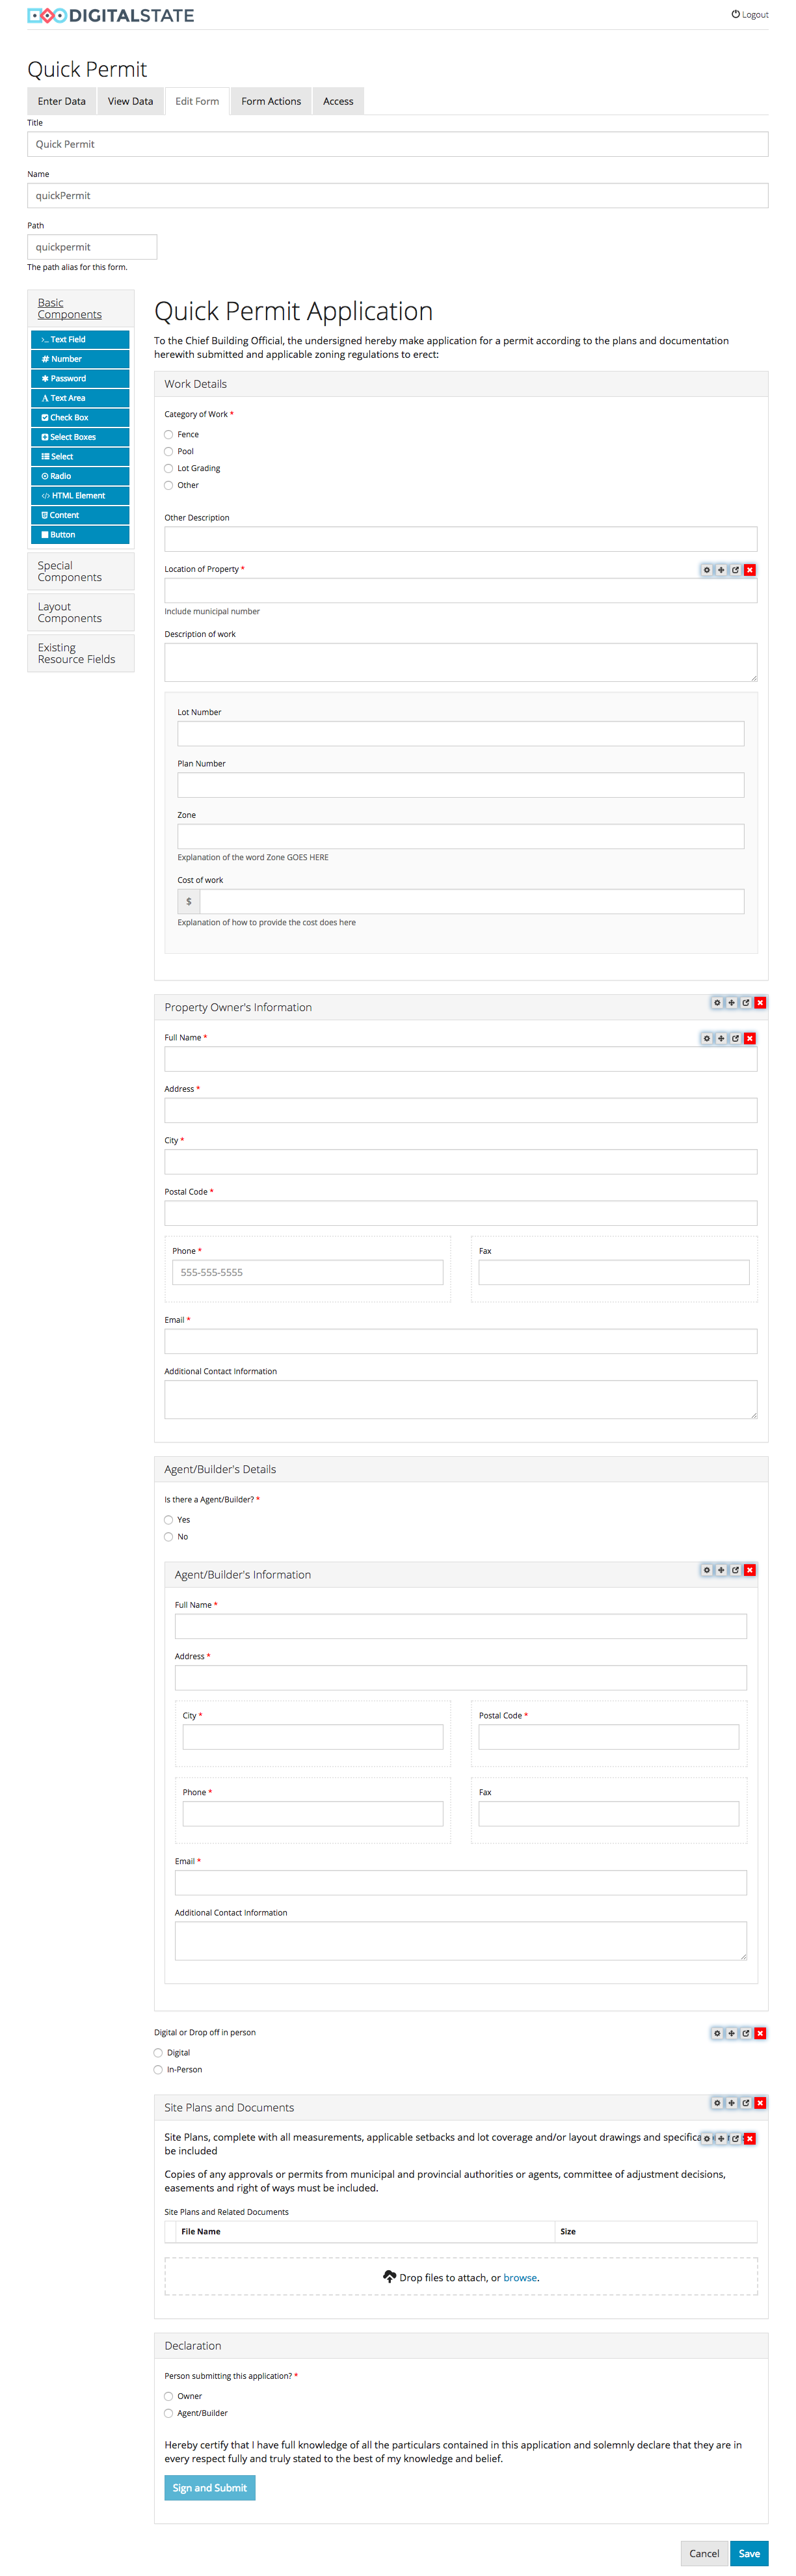 DIGITALSTATE
Logout
Quick Permit
Enter Data View Data Edit Form Form Actions Access
Title
Quick Permit
Name
quickPermit
Path
quickpermit
The path alias for this form.
Basic
Components
>_ Text Field
# Number
✱ Password
A Text Area
Check Box
Select Boxes
Select
Radio
</> HTML Element
Content
Button
Special
Components
Layout
Components
Existing
Resource Fields
Quick Permit Application
To the Chief Building Official, the undersigned hereby make application for a permit according to the plans and documentation
herewith submitted and applicable zoning regulations to erect:
Work Details
Category of Work *
Fence
Pool
Lot Grading
Other
Other Description
Location of Property *
Include municipal number
Description of work
Lot Number
Plan Number
Zone
Explanation of the word Zone GOES HERE
Cost of work
$
Explanation of how to provide the cost does here
Property Owner's Information
Full Name *
Address *
City *
Postal Code *
Phone * Fax
555-555-5555
Email *
Additional Contact Information
Agent/Builder's Details
Is there a Agent/Builder? *
Yes
No
Agent/Builder's Information
Full Name *
Address *
City * Postal Code *
Phone * Fax
Email *
Additional Contact Information
Digital or Drop off in person
Digital
In-Person
Site Plans and Documents
Site Plans, complete with all measurements, applicable setbacks and lot coverage and/or layout drawings and specifica
be included
Copies of any approvals or permits from municipal and provincial authorities or agents, committee of adjustment decisions,
easements and right of ways must be included.
Site Plans and Related Documents
File Name Size
Drop files to attach, or browse.
Declaration
Person submitting this application? *
Owner
Agent/Builder
Hereby certify that I have full knowledge of all the particulars contained in this application and solemnly declare that they are in
every respect fully and truly stated to the best of my knowledge and belief.
Sign and Submit
Cancel Save